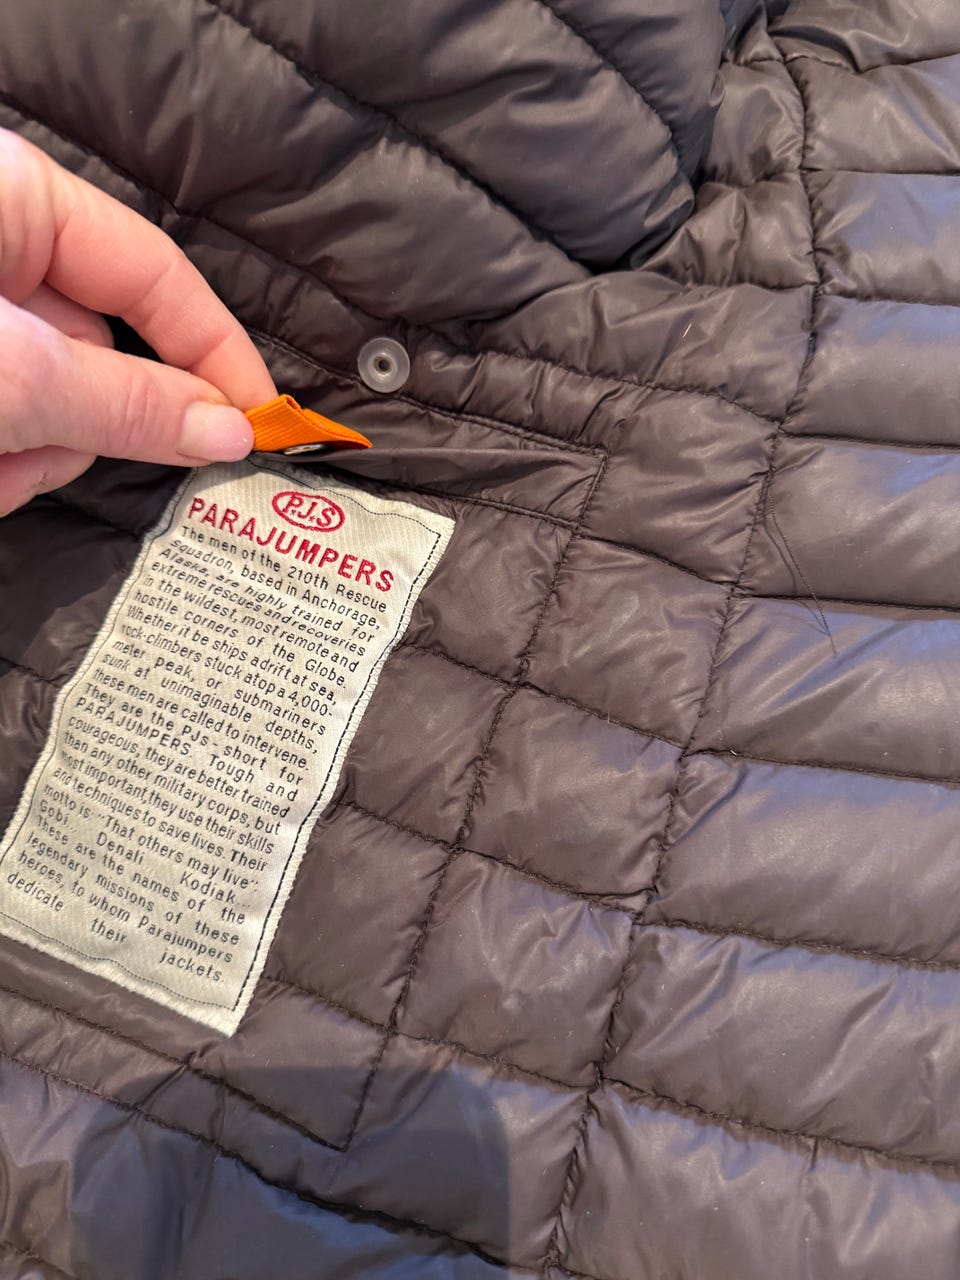 P.J.S
PARAJUMPERS
The men of the 210th Rescue
Squadron, based in Anchorage,
Alaska, are highly trained for
extreme rescues and recoveries
in the wildest, most remote and
hostile corners of the Globe.
Whether it be ships adrift at sea,
rock-climbers stuck atop a 4,000-
meter peak, or submariners
sunk at unimaginable depths,
these men are called to intervene.
They are the PJs, short for
PARAJUMPERS. Tough and
courageous, they are better trained
than any other military corps, but
most important, they use their skills
and techniques to save lives. Their
motto is: "That others may live".
Gobi... Denali... Kodiak...
These are the names of the
legendary missions of these
heroes, to whom Parajumpers
dedicate their jackets.